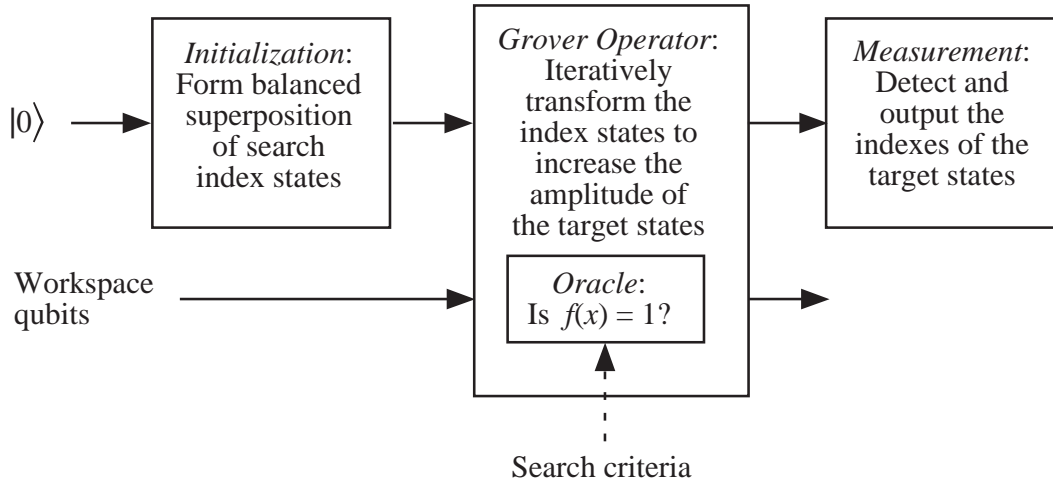 |0⟩
Initialization:
Form balanced
superposition
of search
index states
Grover Operator:
Iteratively
transform the
index states to
increase the
amplitude of
the target states
Oracle:
Is f(x) = 1?
Measurement:
Detect and
output the
indexes of the
target states
Workspace
qubits
Search criteria